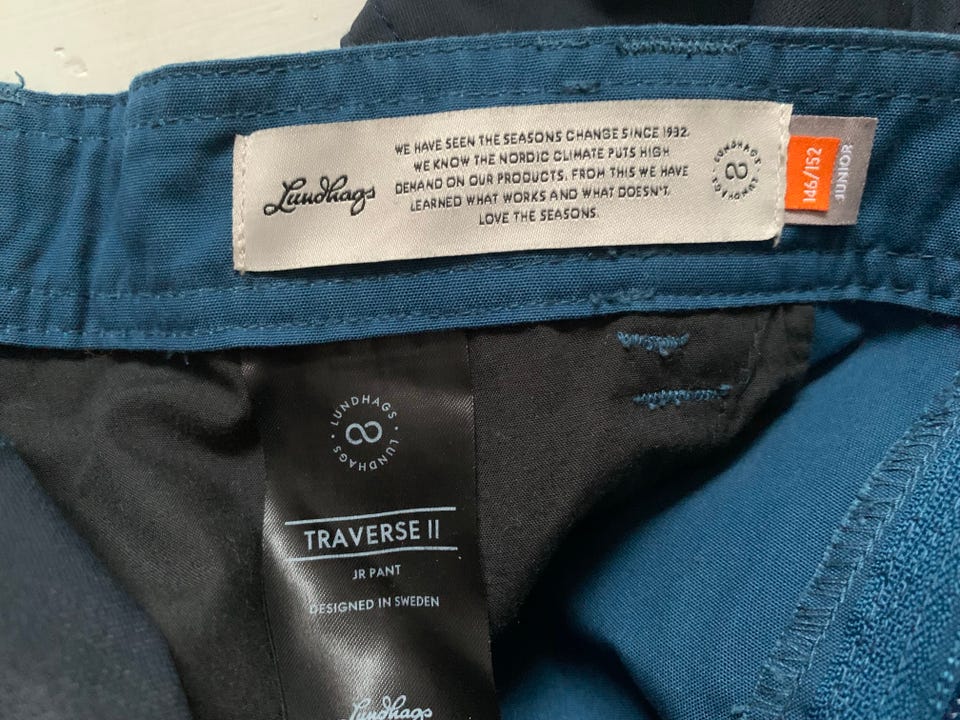 Lundhags
WE HAVE SEEN THE SEASONS CHANGE SINCE 1932.
WE KNOW THE NORDIC CLIMATE PUTS HIGH
DEMAND ON OUR PRODUCTS. FROM THIS WE HAVE
LEARNED WHAT WORKS AND WHAT DOESN'T.
LOVE THE SEASONS.
LUNDHAGS · LUNDHAGS ·
146/152
JUNIOR
LUNDHAGS · LUNDHAGS ·
TRAVERSE II
JR PANT
DESIGNED IN SWEDEN
Lundhags